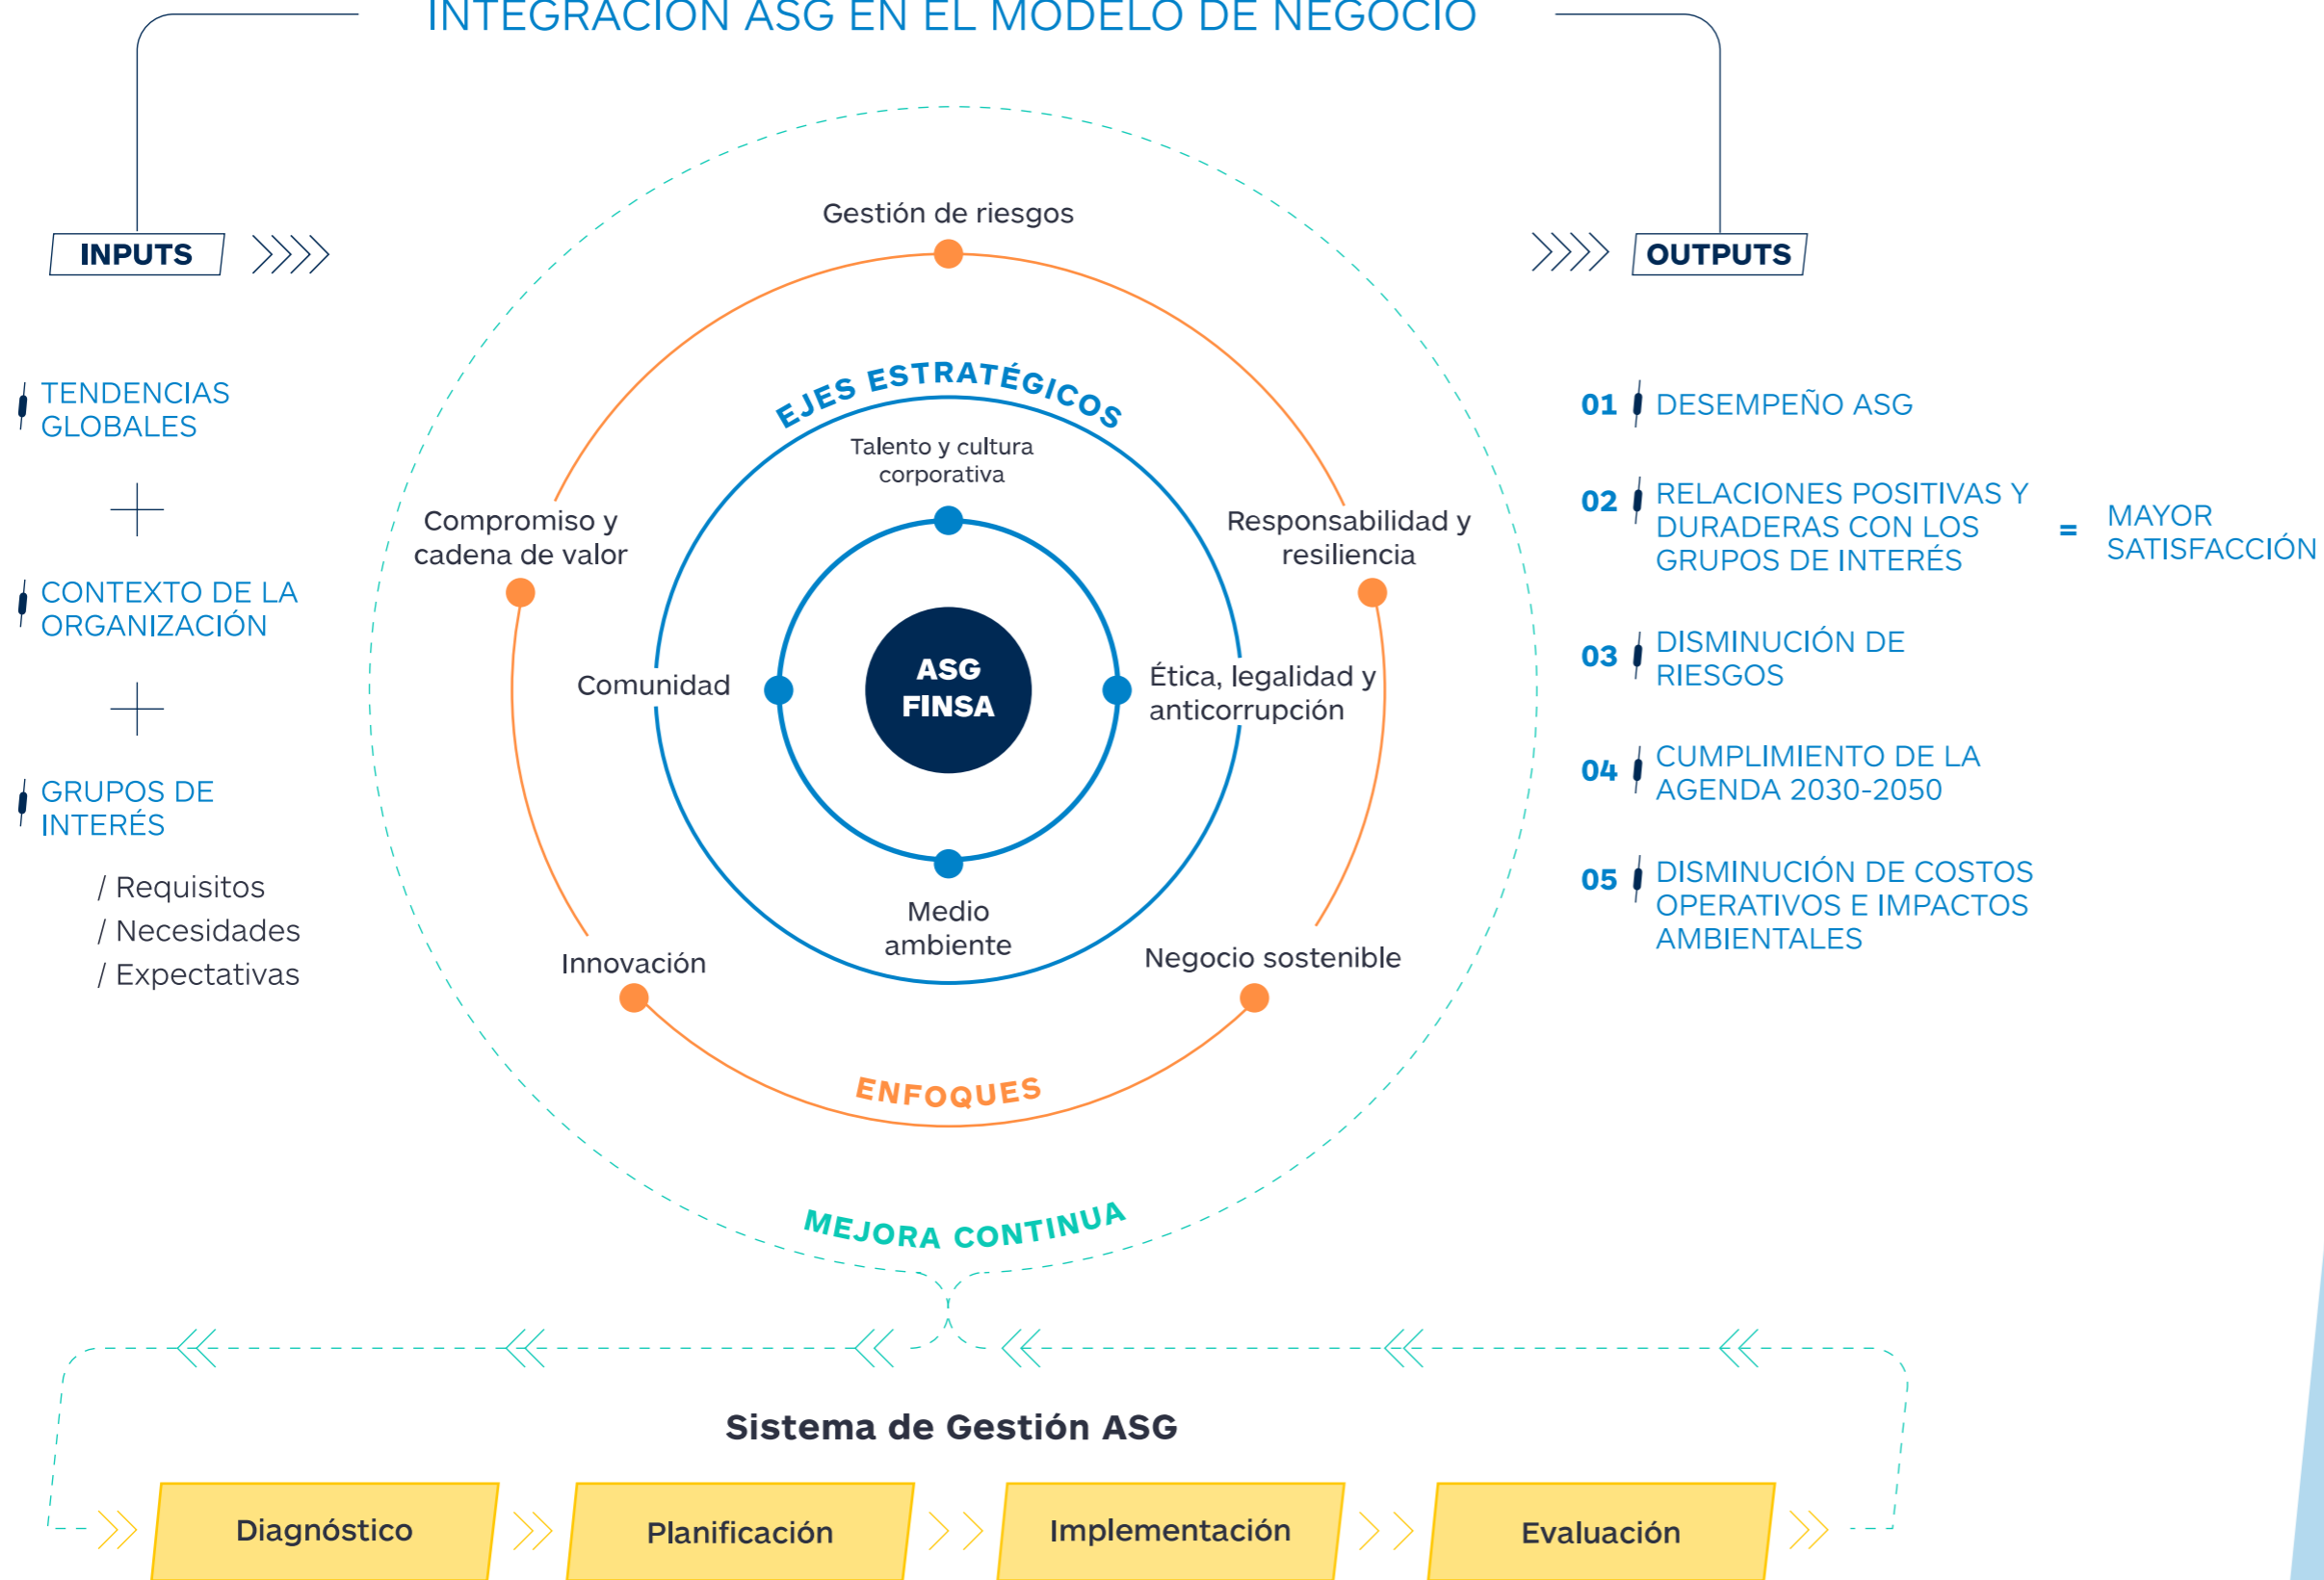 INTEGRACIÓN ASG EN EL MODELO DE NEGOCIO
INPUTS
TENDENCIAS
GLOBALES
CONTEXTO DE LA
ORGANIZACIÓN
GRUPOS DE
INTERÉS
/ Requisitos
/ Necesidades
/ Expectativas
Gestión de riesgos
EJES ESTRATÉGICOS
Talento y cultura
corporativa
Compromiso y
cadena de valor
Responsabilidad y
resiliencia
Comunidad
ASG
FINSA
Ética, legalidad y
anticorrupción
Medio
ambiente
Innovación
Negocio sostenible
ENFOQUES
MEJORA CONTINUA
OUTPUTS
01 DESEMPEÑO ASG
02 RELACIONES POSITIVAS Y
DURADERAS CON LOS
GRUPOS DE INTERÉS
= MAYOR
SATISFACCIÓN
03 DISMINUCIÓN DE
RIESGOS
04 CUMPLIMIENTO DE LA
AGENDA 2030-2050
05 DISMINUCIÓN DE COSTOS
OPERATIVOS E IMPACTOS
AMBIENTALES
Sistema de Gestión ASG
Diagnóstico
Planificación
Implementación
Evaluación